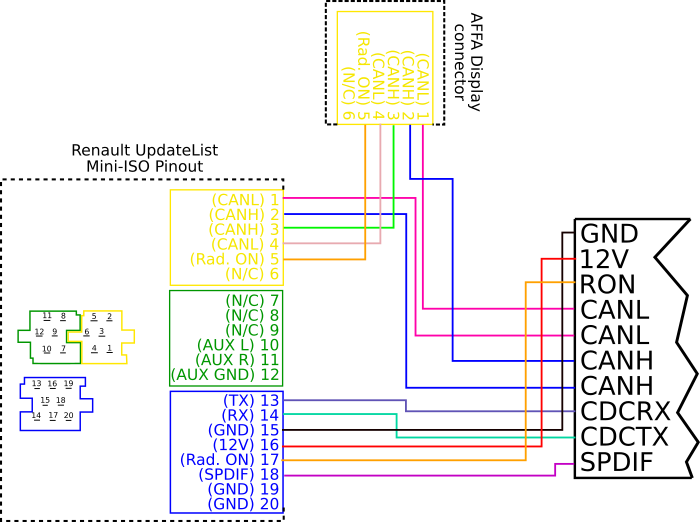 AFFA Display
connector
(CANL) 1
(CANH) 2
(CANH) 3
(CANL) 4
(Rad. ON) 5
(N/C) 6
Renault UpdateList
Mini-ISO Pinout
(CANL) 1
(CANH) 2
(CANH) 3
(CANL) 4
(Rad. ON) 5
(N/C) 6
(N/C) 7
(N/C) 8
(N/C) 9
(AUX L) 10
(AUX R) 11
(AUX GND) 12
(TX) 13
(RX) 14
(GND) 15
(12V) 16
(Rad. ON) 17
(SPDIF) 18
(GND) 19
(GND) 20
11 8 5 2
12 9 6 3
10 7 4 1
13 16 19
15 18
14 17 20
GND
12V
RON
CANL
CANL
CANH
CANH
CDCRX
CDCTX
SPDIF